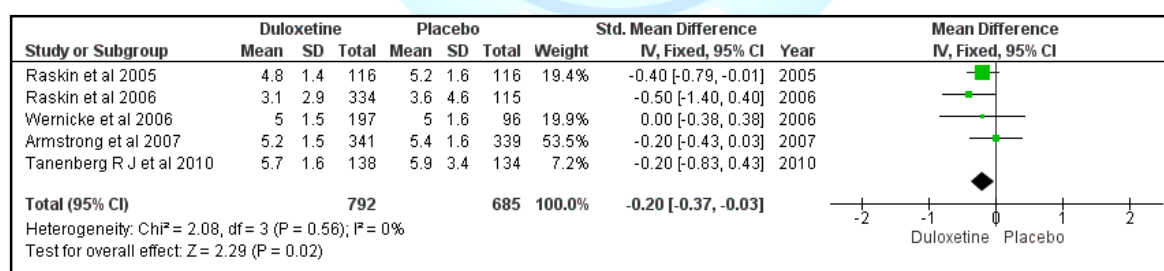 Duloxetine Placebo Std. Mean Difference Mean Difference
Study or Subgroup Mean SD Total Mean SD Total Weight IV, Fixed, 95% CI Year IV, Fixed, 95% CI
Raskin et al 2005 4.8 1.4 116 5.2 1.6 116 19.4% -0.40 [-0.79, -0.01] 2005
Raskin et al 2006 3.1 2.9 334 3.6 4.6 115 -0.50 [-1.40, 0.40] 2006
Wernicke et al 2006 5 1.5 197 5 1.6 96 19.9% 0.00 [-0.38, 0.38] 2006
Armstrong et al 2007 5.2 1.5 341 5.4 1.6 339 53.5% -0.20 [-0.43, 0.03] 2007
Tanenberg R J et al 2010 5.7 1.6 138 5.9 3.4 134 7.2% -0.20 [-0.83, 0.43] 2010
Total (95% CI) 792 685 100.0% -0.20 [-0.37, -0.03]
Heterogeneity: Chi² = 2.08, df = 3 (P = 0.56); I² = 0%
Test for overall effect: Z = 2.29 (P = 0.02)
-2 -1 0 1 2
Duloxetine Placebo